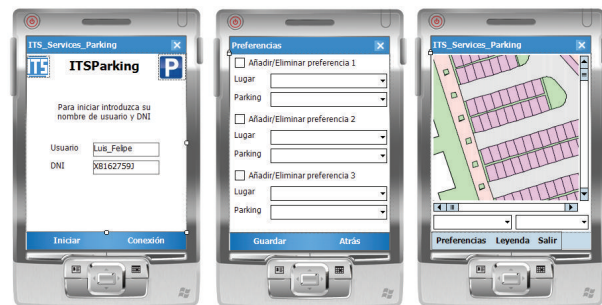 ITS_Services_Parking
ITS
ITSParking
P
Para iniciar introduzca su
nombre de usuario y DNI
Usuario
Luis_Felipe
DNI
X8162759J
Iniciar
Conexión
Preferencias
Añadir/Eliminar preferencia 1
Lugar
Parking
Añadir/Eliminar preferencia 2
Lugar
Parking
Añadir/Eliminar preferencia 3
Lugar
Parking
Guardar
Atrás
ITS_Services_Parking
Preferencias Leyenda Salir